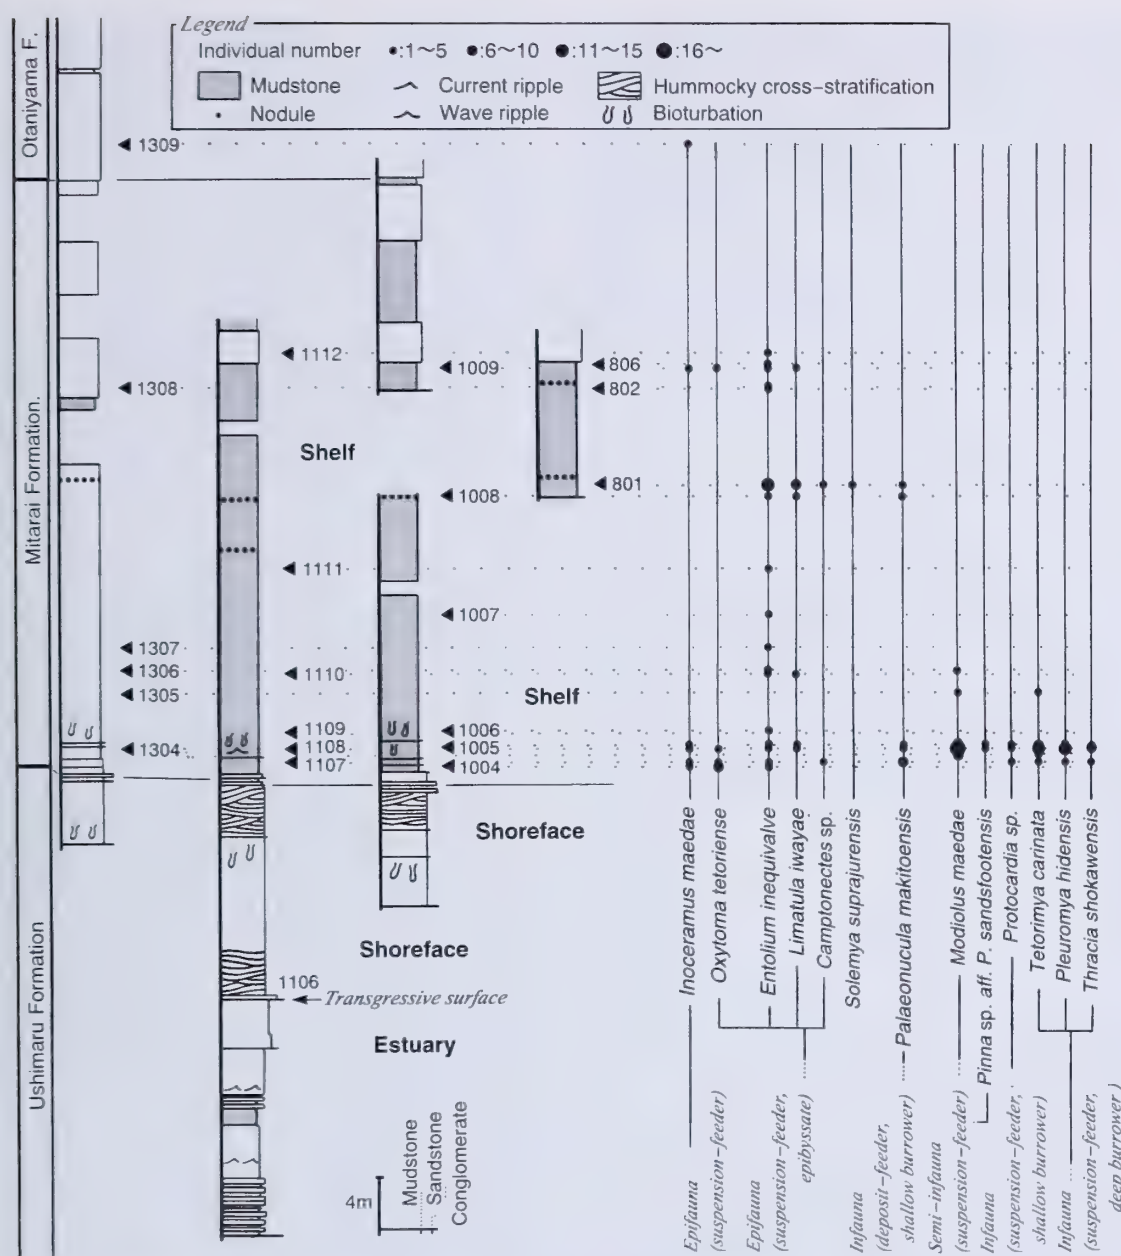 Legend
Individual number •:1～5 •:6～10 •:11～15 •:16～
Mudstone Current ripple Hummocky cross-stratification
Nodule Wave ripple Bioturbation
Otaniyama F.
Mitarai Formation.
Ushimaru Formation
1309
1308
1307
1306
1305
1304
1112
1111
1110
1109
1108
1107
1106
Transgressive surface
1009
1008
1007
1006
1005
1004
806
802
801
Shelf
Shelf
Shoreface
Shoreface
Estuary
4m
Mudstone
Sandstone
Conglomerate
Inoceramus maedae
Oxytoma tetoriense
Entolium inequivalve
Limatula iwayae
Camptonectes sp.
Solemya suprajurensis
Palaeonucula makitoensis
Modiolus maedae
Pinna sp. aff. P. sandsfootensis
Protocardia sp.
Tetorimya carinata
Pleuromya hidensis
Thracia shokawensis
Epifauna
(suspension-feeder)
Epifauna
(suspension-feeder,
epibyssate)
Infauna
(deposit-feeder,
shallow burrower)
Semi-infauna
(suspension-feeder)
Infauna
(suspension-feeder,
shallow burrower)
Infauna
(suspension-feeder,
deep burrower)